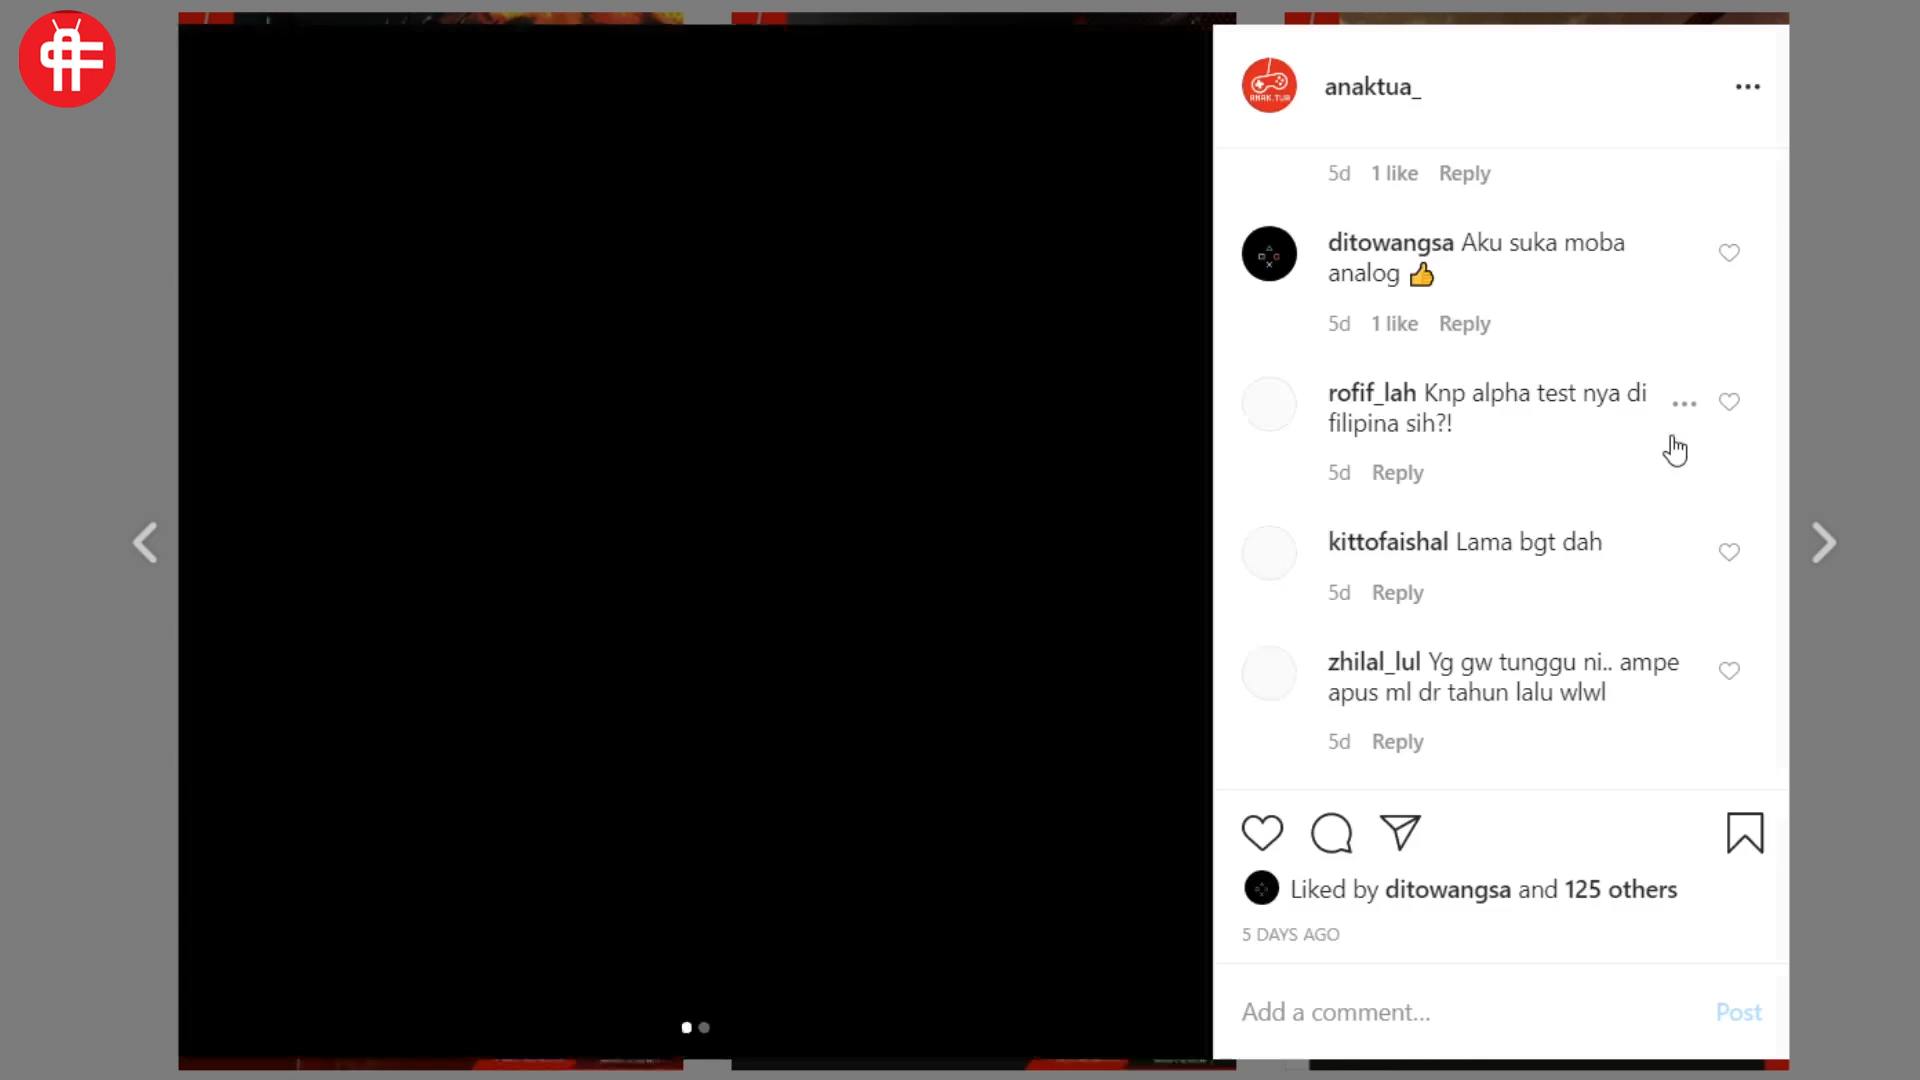 anaktua_
ANAK.TUA
5d 1 like Reply
ditowangsa Aku suka moba
analog 👍
5d 1 like Reply
rofif_lah Knp alpha test nya di
filipina sih?!
5d Reply
kittofaishal Lama bgt dah
5d Reply
zhilal_lul Yg gw tunggu ni.. ampe
apus ml dr tahun lalu wlwl
5d Reply
Liked by ditowangsa and 125 others
5 DAYS AGO
Add a comment...
Post